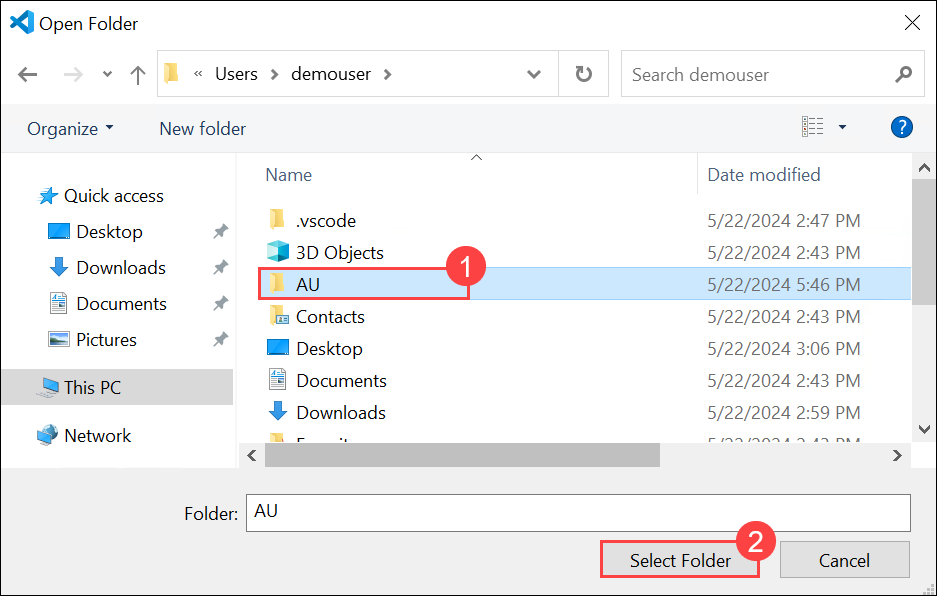 Open Folder
« Users > demouser >
Search demouser
Organize
New folder
?
Name
Date modified
Quick access
Desktop
Downloads
Documents
Pictures
This PC
Network
.vscode 5/22/2024 2:47 PM
3D Objects 5/22/2024 2:43 PM
1
AU 5/22/2024 5:46 PM
Contacts 5/22/2024 2:43 PM
Desktop 5/22/2024 3:06 PM
Documents 5/22/2024 2:43 PM
Downloads 5/22/2024 2:59 PM
Folder: AU
2
Select Folder
Cancel